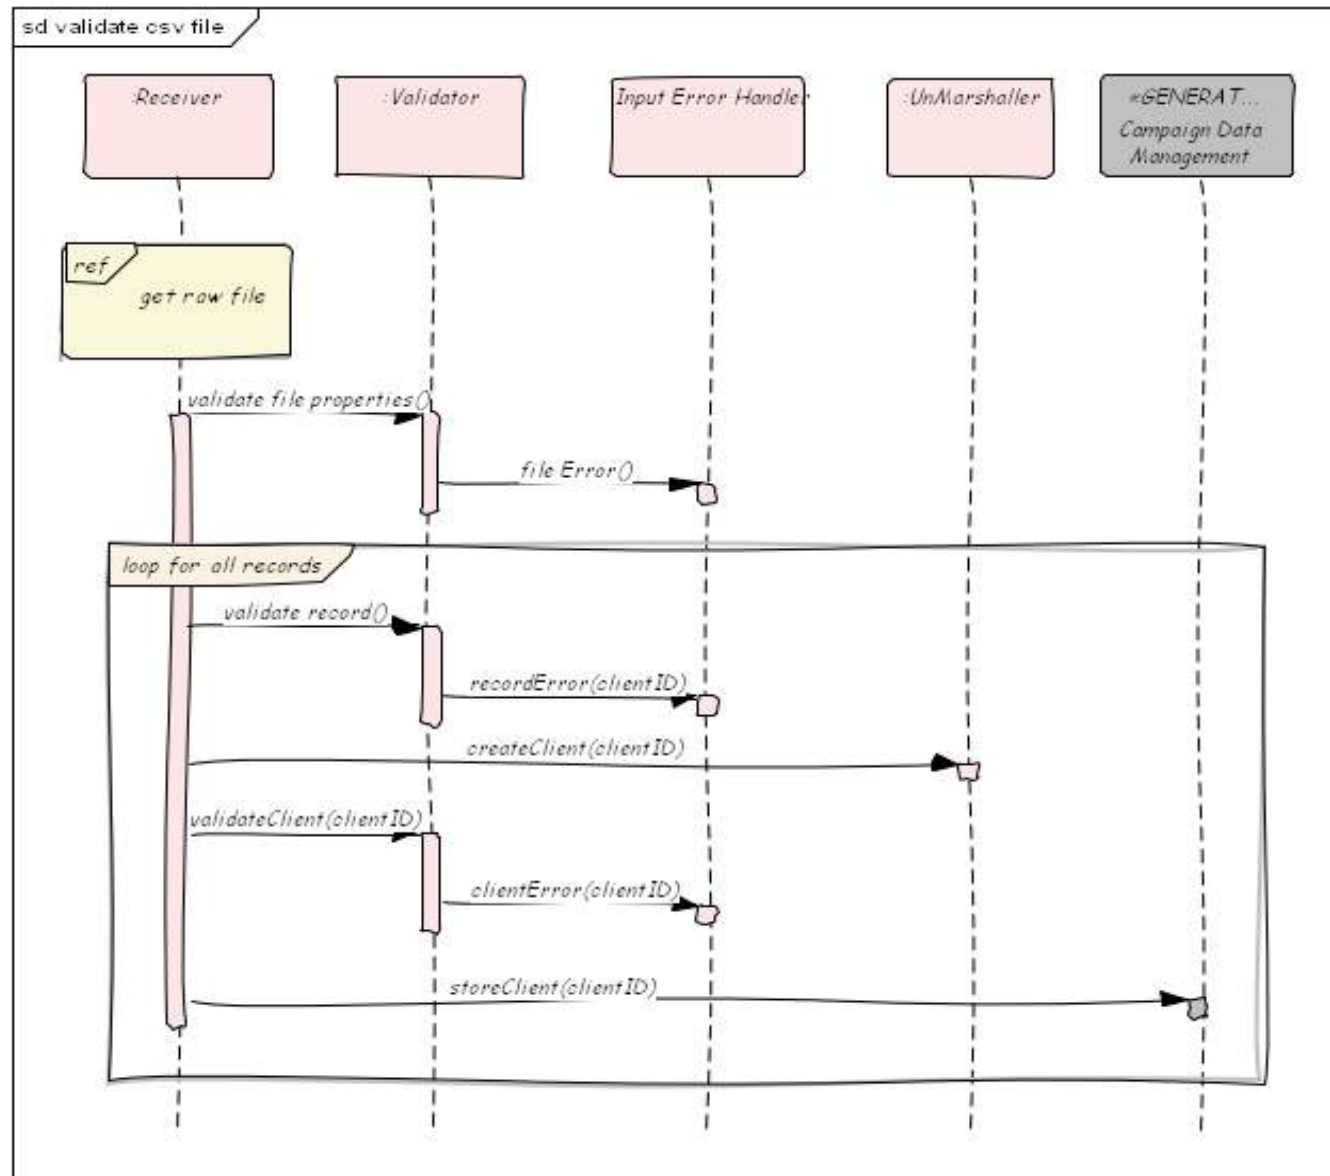 sd validate csv file
:Receiver
:Validator
Input Error Handler
:UnMarshaller
«GENERAT...
Campaign Data
Management
ref
get raw file
validate file properties()
file Error()
loop for all records
validate record()
recordError(clientID)
createClient(clientID)
validateClient(clientID)
clientError(clientID)
storeClient(clientID)